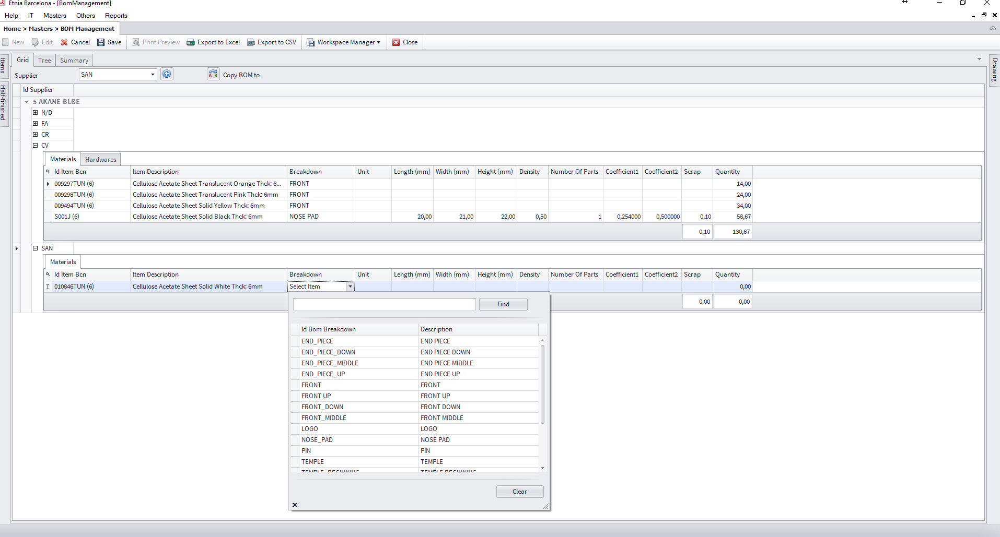 Etnia Barcelona - [BomManagement]
Help IT Masters Others Reports
Home > Masters > BOM Management
New Edit Cancel Save Print Preview Export to Excel Export to CSV Workspace Manager Close
Items
Half-finished
Drawing
Grid Tree Summary
Supplier SAN Copy BOM to
Id Supplier
5 AKANE BLBE
N/D
FA
CR
CV
Materials Hardwares
Id Item Bcn Item Description Breakdown Unit Length (mm) Width (mm) Height (mm) Density Number Of Parts Coefficient1 Coefficient2 Scrap Quantity
009297TUN (6) Cellulose Acetate Sheet Translucent Orange Thck: 6... FRONT 14,00
009298TUN (6) Cellulose Acetate Sheet Translucent Pink Thck: 6mm FRONT 24,00
009494TUN (6) Cellulose Acetate Sheet Solid Yellow Thck: 6mm FRONT 34,00
S001J (6) Cellulose Acetate Sheet Solid Black Thck: 6mm NOSE PAD 20,00 21,00 22,00 0,50 1 0,254000 0,500000 0,10 58,67
0,10 130,67
SAN
Materials
Id Item Bcn Item Description Breakdown Unit Length (mm) Width (mm) Height (mm) Density Number Of Parts Coefficient1 Coefficient2 Scrap Quantity
010846TUN (6) Cellulose Acetate Sheet Solid White Thck: 6mm Select Item 0,00
0,00 0,00
Find
Id Bom Breakdown Description
END_PIECE END PIECE
END_PIECE_DOWN END PIECE DOWN
END_PIECE_MIDDLE END PIECE MIDDLE
END_PIECE_UP END PIECE UP
FRONT FRONT
FRONT UP FRONT UP
FRONT_DOWN FRONT DOWN
FRONT_MIDDLE FRONT MIDDLE
LOGO LOGO
NOSE_PAD NOSE PAD
PIN PIN
TEMPLE TEMPLE
TEMPLE_BEGINNING TEMPLE BEGINNING
Clear